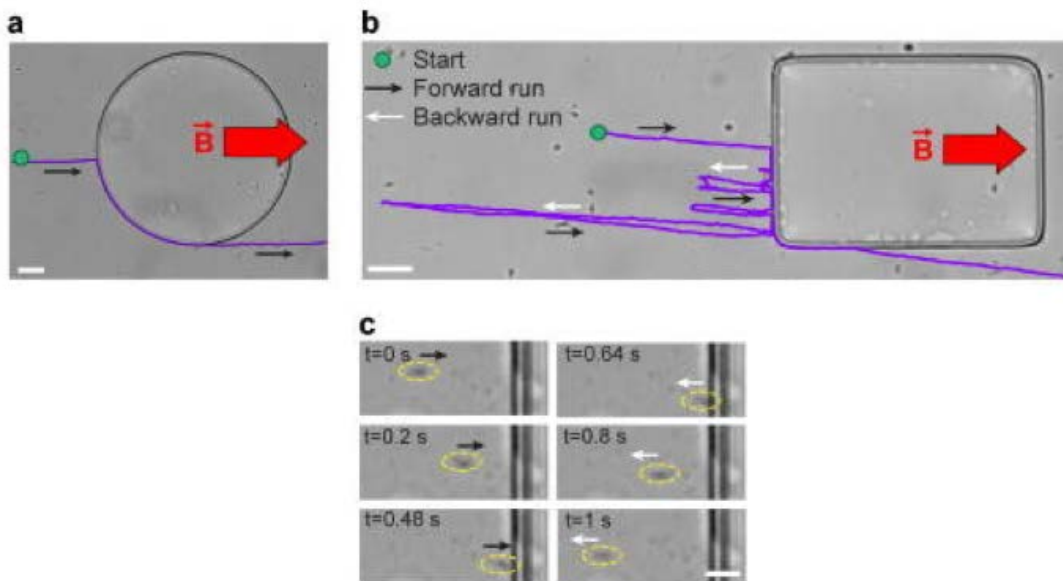 a
B
b
Start
Forward run
Backward run
B
c
t=0 s
t=0.64 s
t=0.2 s
t=0.8 s
t=0.48 s
t=1 s